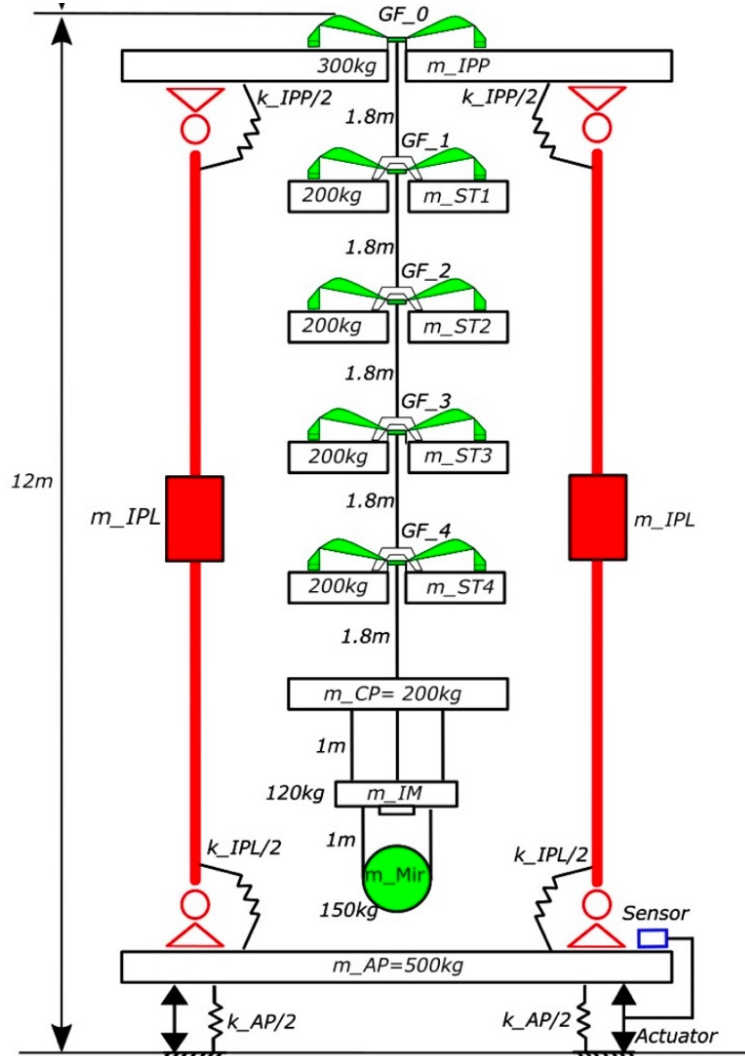 GF_0
300kg m_IPP
k_IPP/2 k_IPP/2
1.8m
GF_1
200kg m_ST1
1.8m
GF_2
200kg m_ST2
1.8m
GF_3
200kg m_ST3
12m
1.8m
m_IPL m_IPL
GF_4
200kg m_ST4
1.8m
m_CP= 200kg
1m
120kg m_IM
1m
k_IPL/2 k_IPL/2
m_Mir
150kg
Sensor
m_AP=500kg
k_AP/2 k_AP/2
Actuator